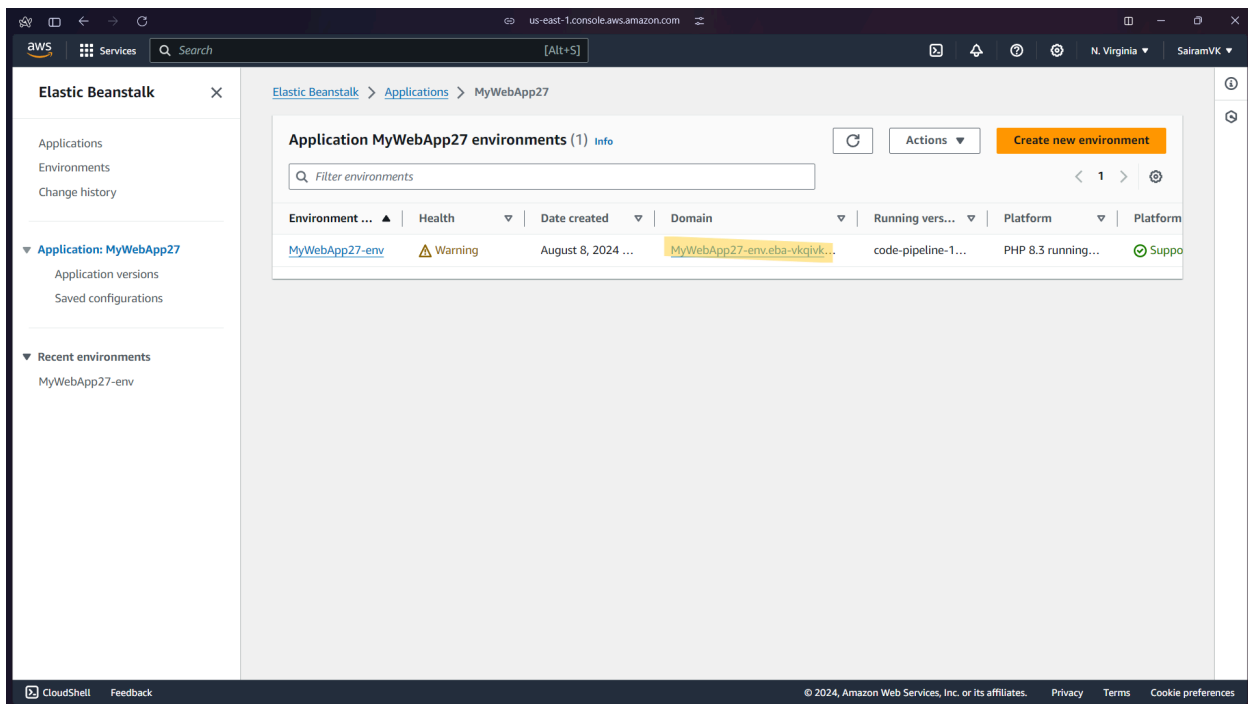 us-east-1.console.aws.amazon.com
aws Services Search [Alt+S] N. Virginia SairamVK
Elastic Beanstalk
Applications
Environments
Change history
Application: MyWebApp27
Application versions
Saved configurations
Recent environments
MyWebApp27-env
Elastic Beanstalk > Applications > MyWebApp27
Application MyWebApp27 environments (1) Info Actions Create new environment
Filter environments < 1 >
Environment ... Health Date created Domain Running vers... Platform Platform
MyWebApp27-env Warning August 8, 2024 ... MyWebApp27-env.eba-vkqivk... code-pipeline-1... PHP 8.3 running... Suppo
CloudShell Feedback © 2024, Amazon Web Services, Inc. or its affiliates. Privacy Terms Cookie preferences